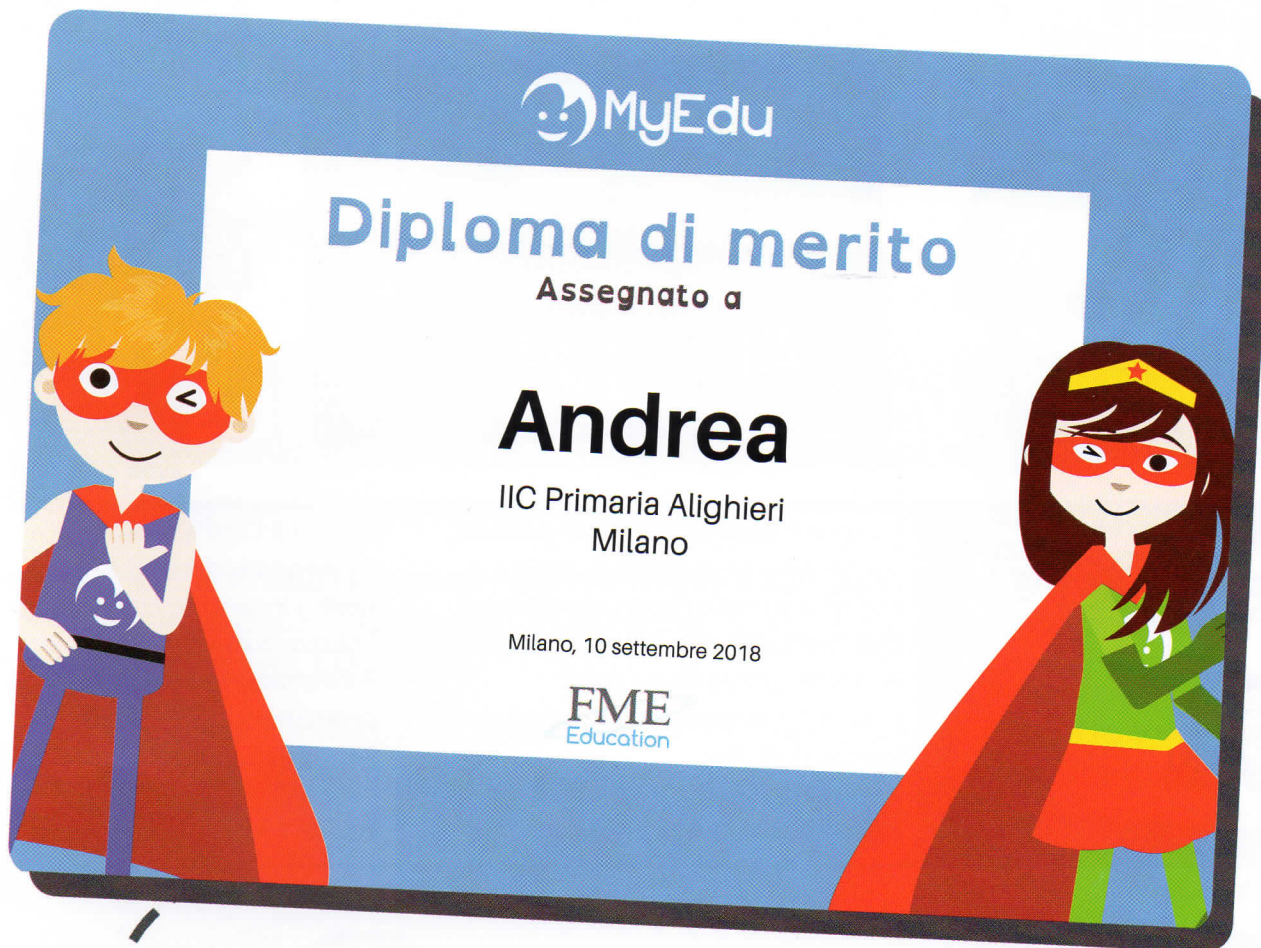 MyEdu
Diploma di merito
Assegnato a
Andrea
IIC Primaria Alighieri
Milano
Milano, 10 settembre 2018
FME
Education